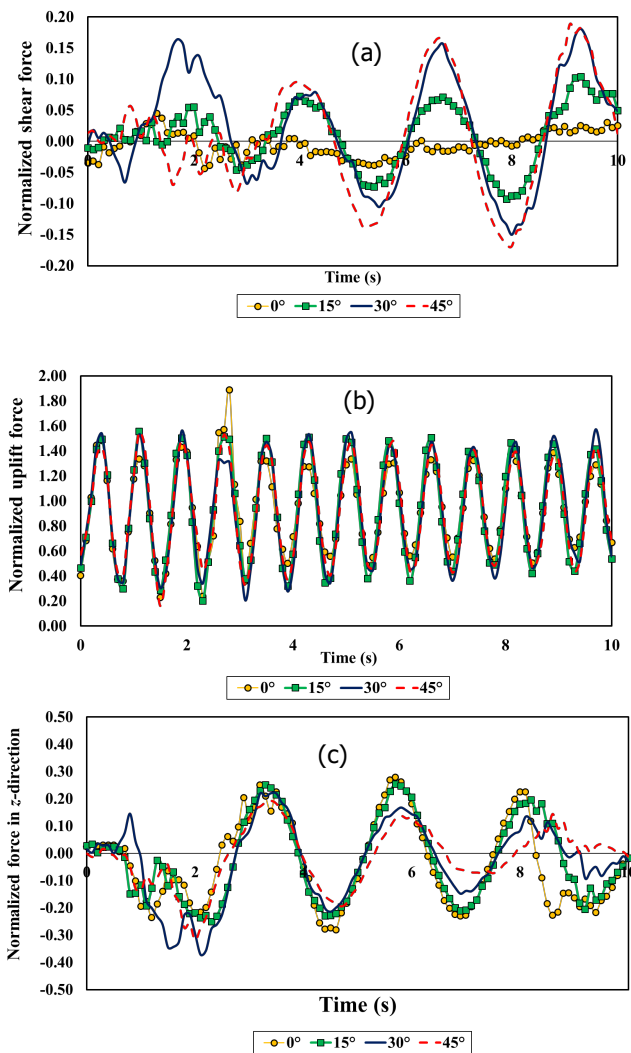 (a)
Normalized shear force
0.20
0.15
0.10
0.05
0.00
-0.05
-0.10
-0.15
-0.20
0 2 4 6 8 10
Time (s)
0° 15° 30° 45°
(b)
Normalized uplift force
2.00
1.80
1.60
1.40
1.20
1.00
0.80
0.60
0.40
0.20
0.00
0 2 4 6 8 10
Time (s)
0° 15° 30° 45°
(c)
Normalized force in z-direction
0.50
0.40
0.30
0.20
0.10
0.00
-0.10
-0.20
-0.30
-0.40
-0.50
0 2 4 6 8 10
Time (s)
0° 15° 30° 45°